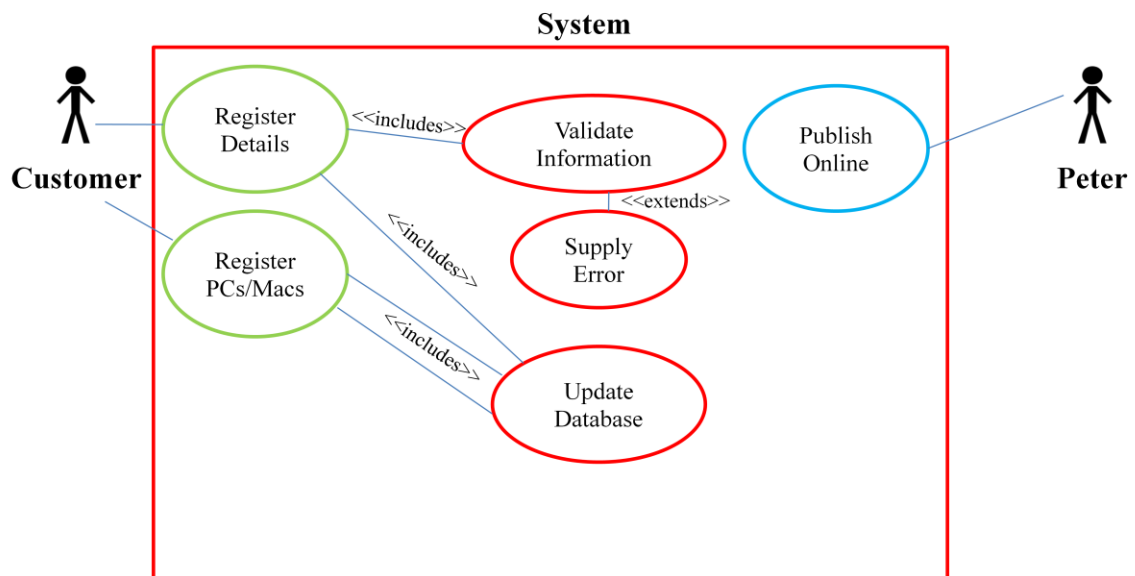 System
Register
Details
<<includes>>
Validate
Information
Publish
Online
Customer
Peter
<<extends>>
<<includes>>
Supply
Error
Register
PCs/Macs
<<includes>>
Update
Database